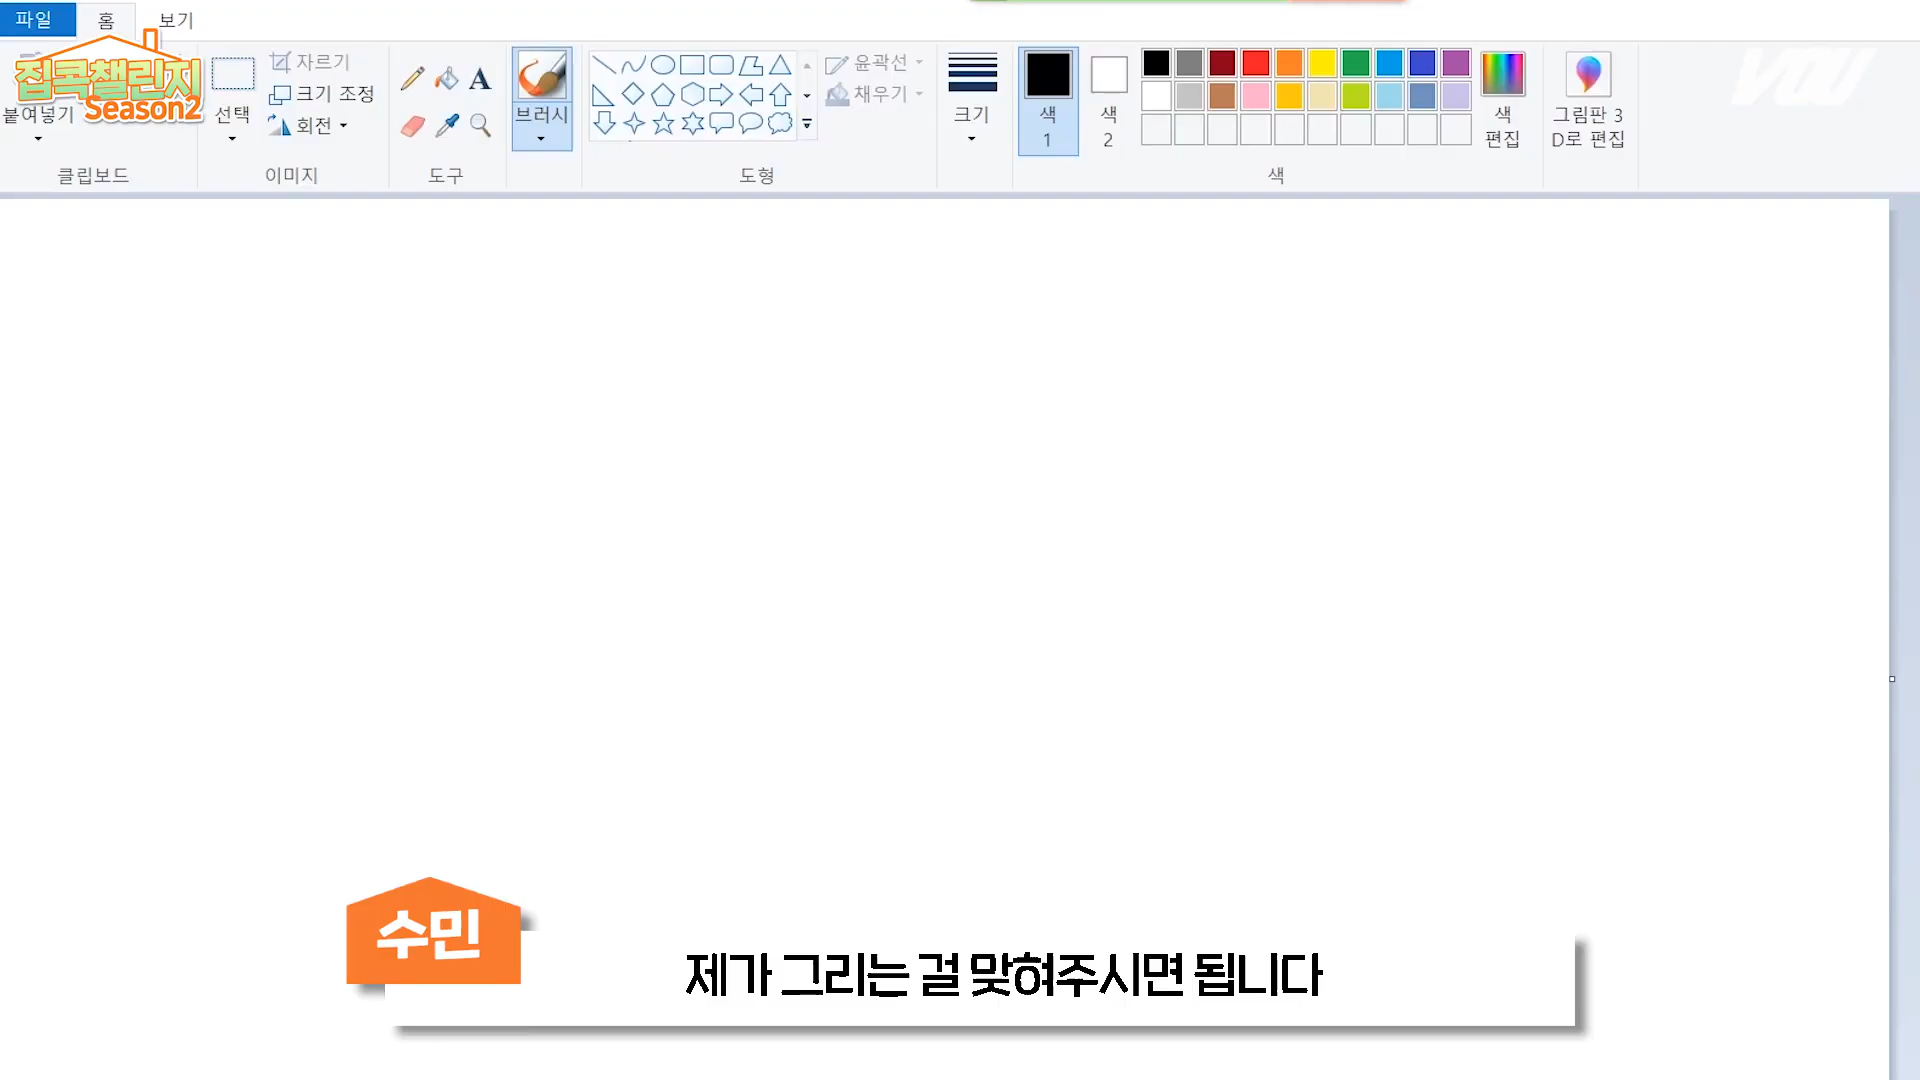 파일 홈 보기
집콕챌린지
Season2
VOU
붙여넣기
선택
자르기
크기 조정
회전
A
브러시
윤곽선
채우기
크기
색
1
색
2
색
편집
그림판 3
D로 편집
클립보드 이미지 도구 도형 색
수민
제가 그리는 걸 맞혀주시면 됩니다